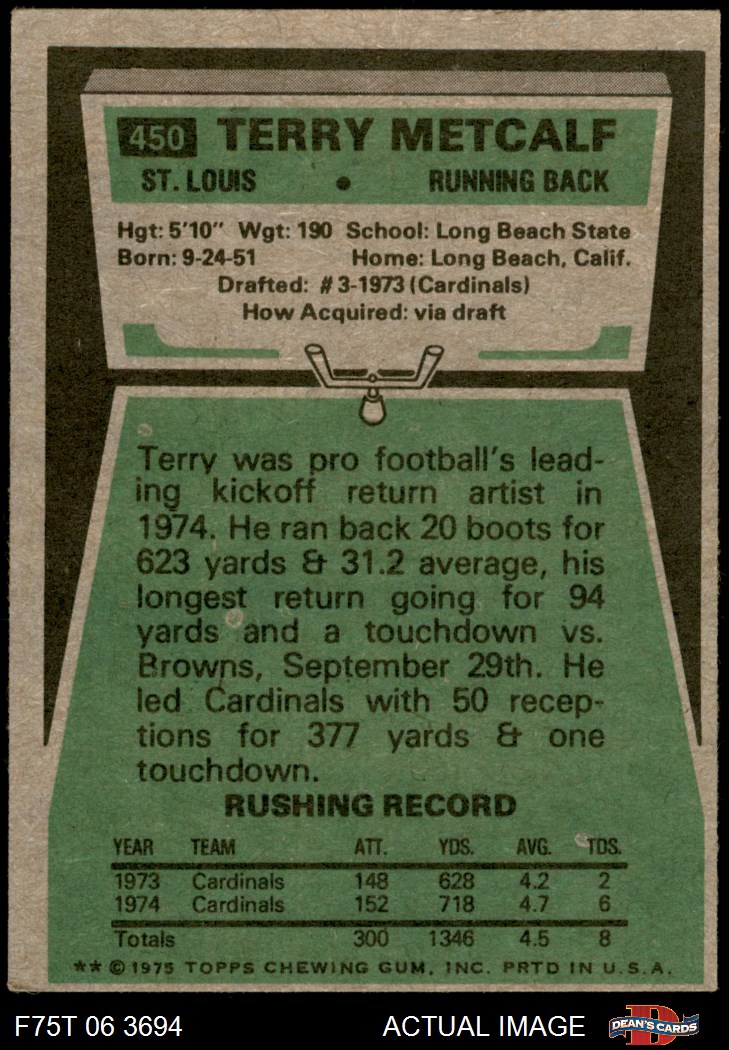 450 TERRY METCALF
ST. LOUIS • RUNNING BACK
Hgt: 5'10" Wgt: 190 School: Long Beach State
Born: 9-24-51 Home: Long Beach, Calif.
Drafted: #3-1973 (Cardinals)
How Acquired: via draft
Terry was pro football's lead-
ing kickoff return artist in
1974. He ran back 20 boots for
623 yards & 31.2 average, his
longest return going for 94
yards and a touchdown vs.
Browns, September 29th. He
led Cardinals with 50 recep-
tions for 377 yards & one
touchdown.
RUSHING RECORD
YEAR TEAM ATT. YDS. AVG. TDS.
1973 Cardinals 148 628 4.2 2
1974 Cardinals 152 718 4.7 6
Totals 300 1346 4.5 8
** © 1975 TOPPS CHEWING GUM, INC. PRTD IN U.S.A.
F75T 06 3694 ACTUAL IMAGE DEAN'S CARDS